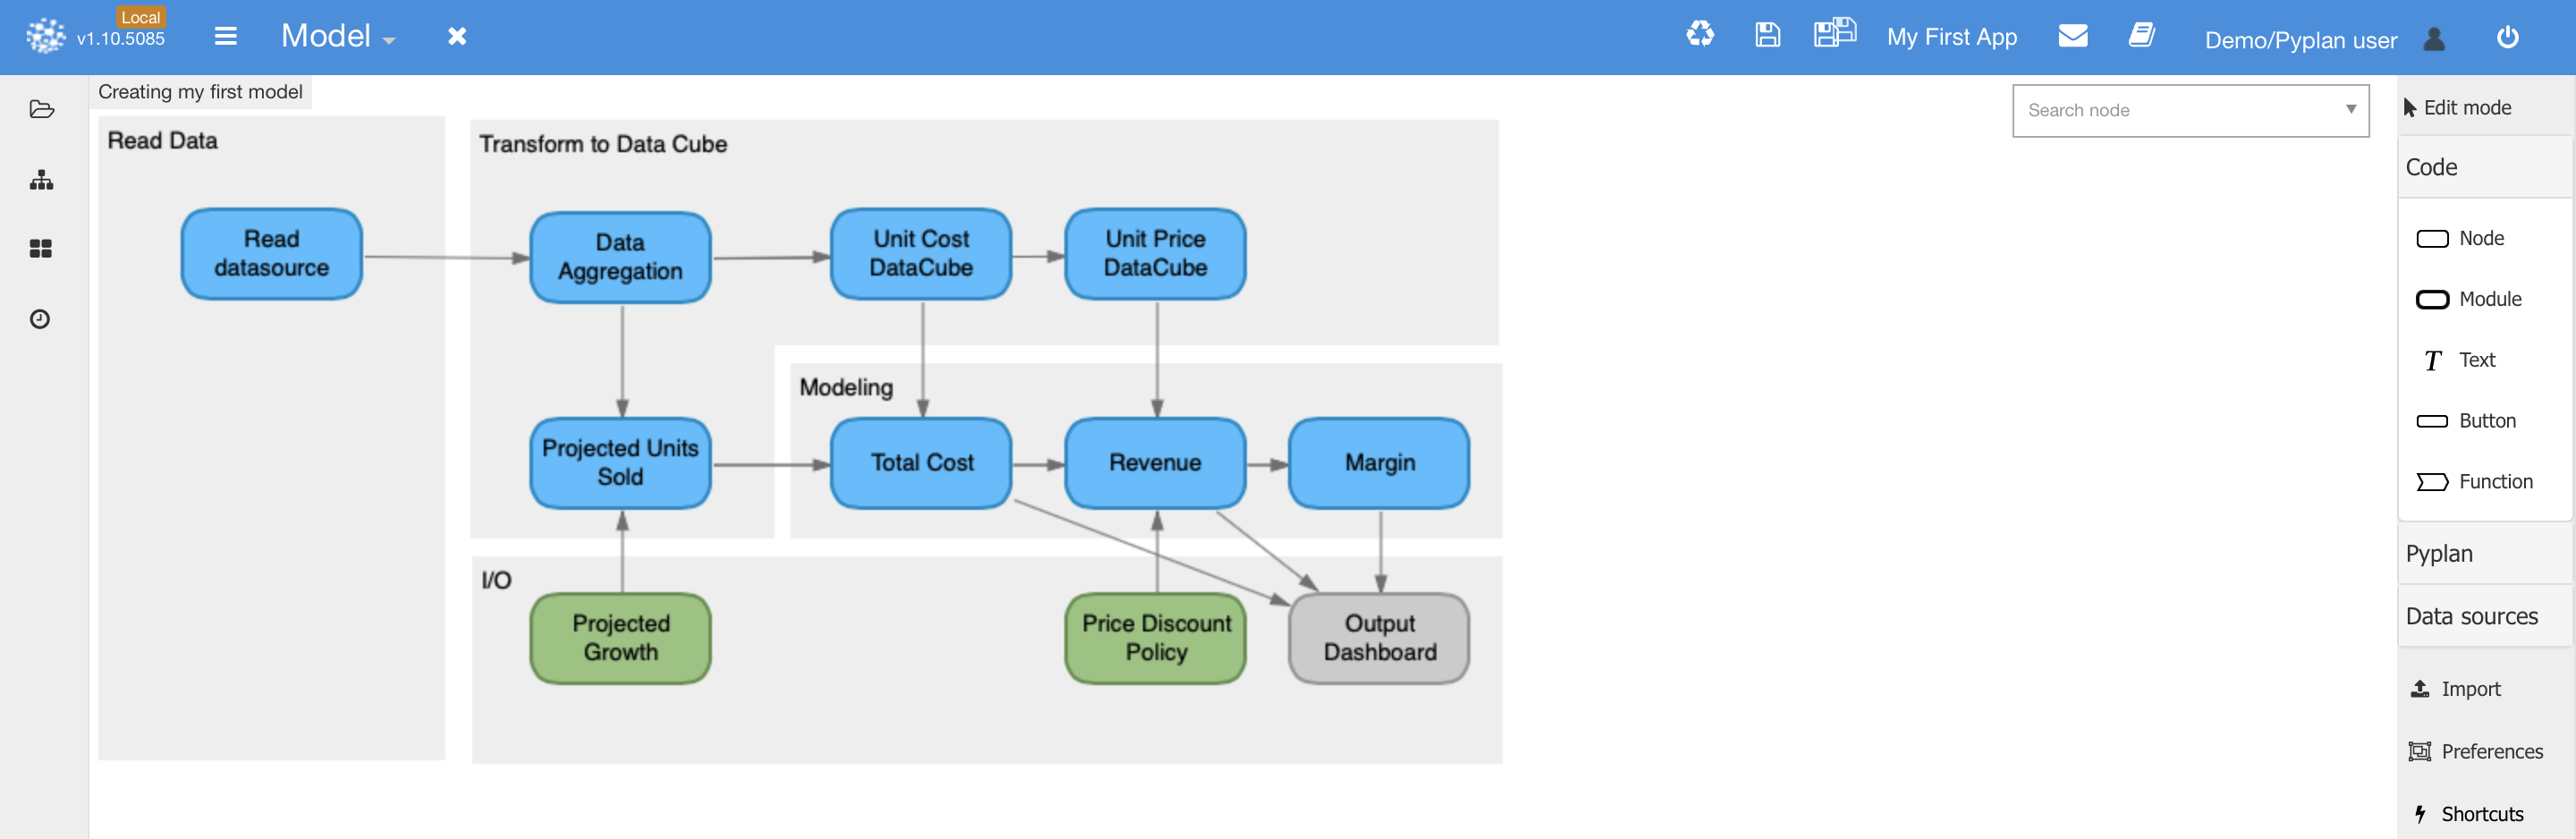 Local
v1.10.5085
Model
My First App
Demo/Pyplan user
Creating my first model
Search node
Edit mode
Read Data
Transform to Data Cube
Code
Read
datasource
Data
Aggregation
Unit Cost
DataCube
Unit Price
DataCube
Node
Module
Text
Button
Function
Modeling
Projected Units
Sold
Total Cost
Revenue
Margin
Pyplan
I/O
Projected
Growth
Price Discount
Policy
Output
Dashboard
Data sources
Import
Preferences
Shortcuts